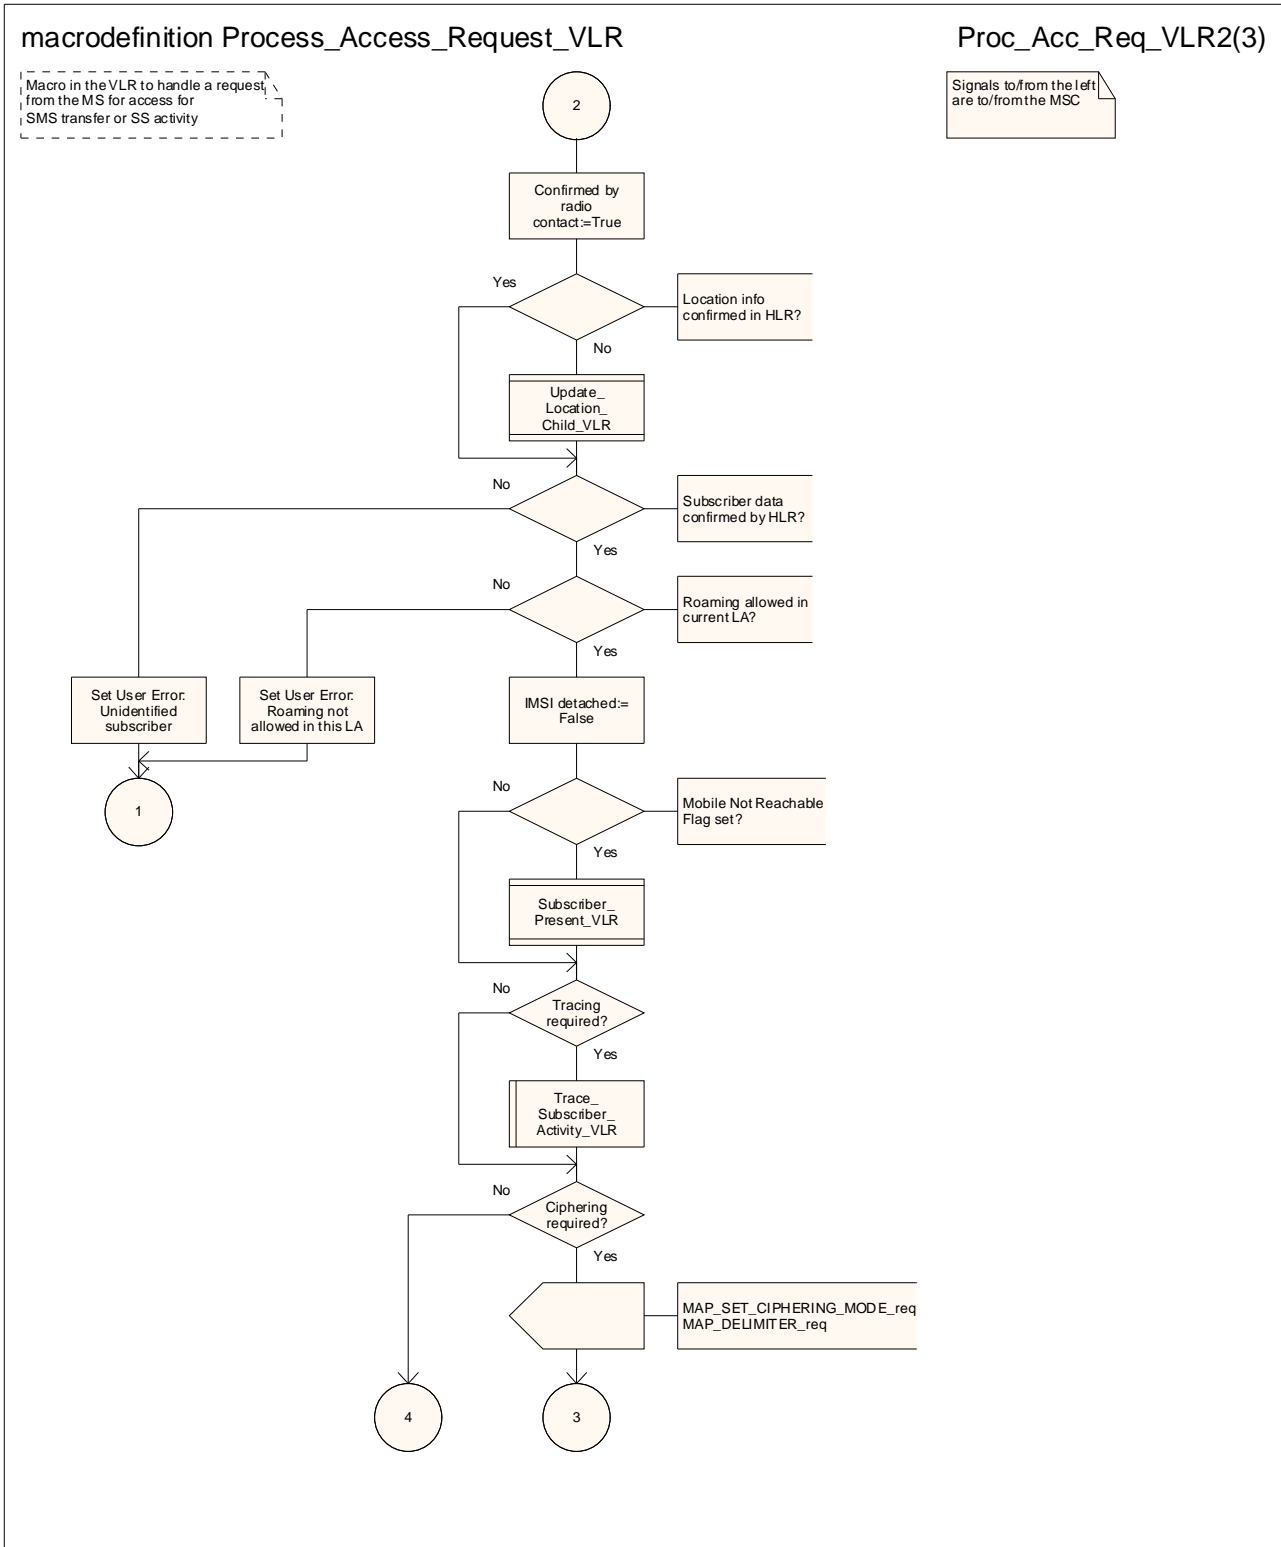 macrodefinition Process_Access_Request_VLR
Proc_Acc_Req_VLR2(3)
Macro in the VLR to handle a request
from the MS for access for
SMS transfer or SS activity
Signals to/from the left
are to/from the MSC
2
Confirmed by
radio
contact:=True
Yes
Location info
confirmed in HLR?
No
Update_
Location_
Child_VLR
No
Subscriber data
confirmed by HLR?
Yes
No
Roaming allowed in
current LA?
Yes
Set User Error:
Unidentified
subscriber
Set User Error:
Roaming not
allowed in this LA
IMSI detached:=
False
1
No
Mobile Not Reachable
Flag set?
Yes
Subscriber_
Present_VLR
No
Tracing
required?
Yes
Trace_
Subscriber_
Activity_VLR
No
Ciphering
required?
Yes
MAP_SET_CIPHERING_MODE_req
MAP_DELIMITER_req
4
3